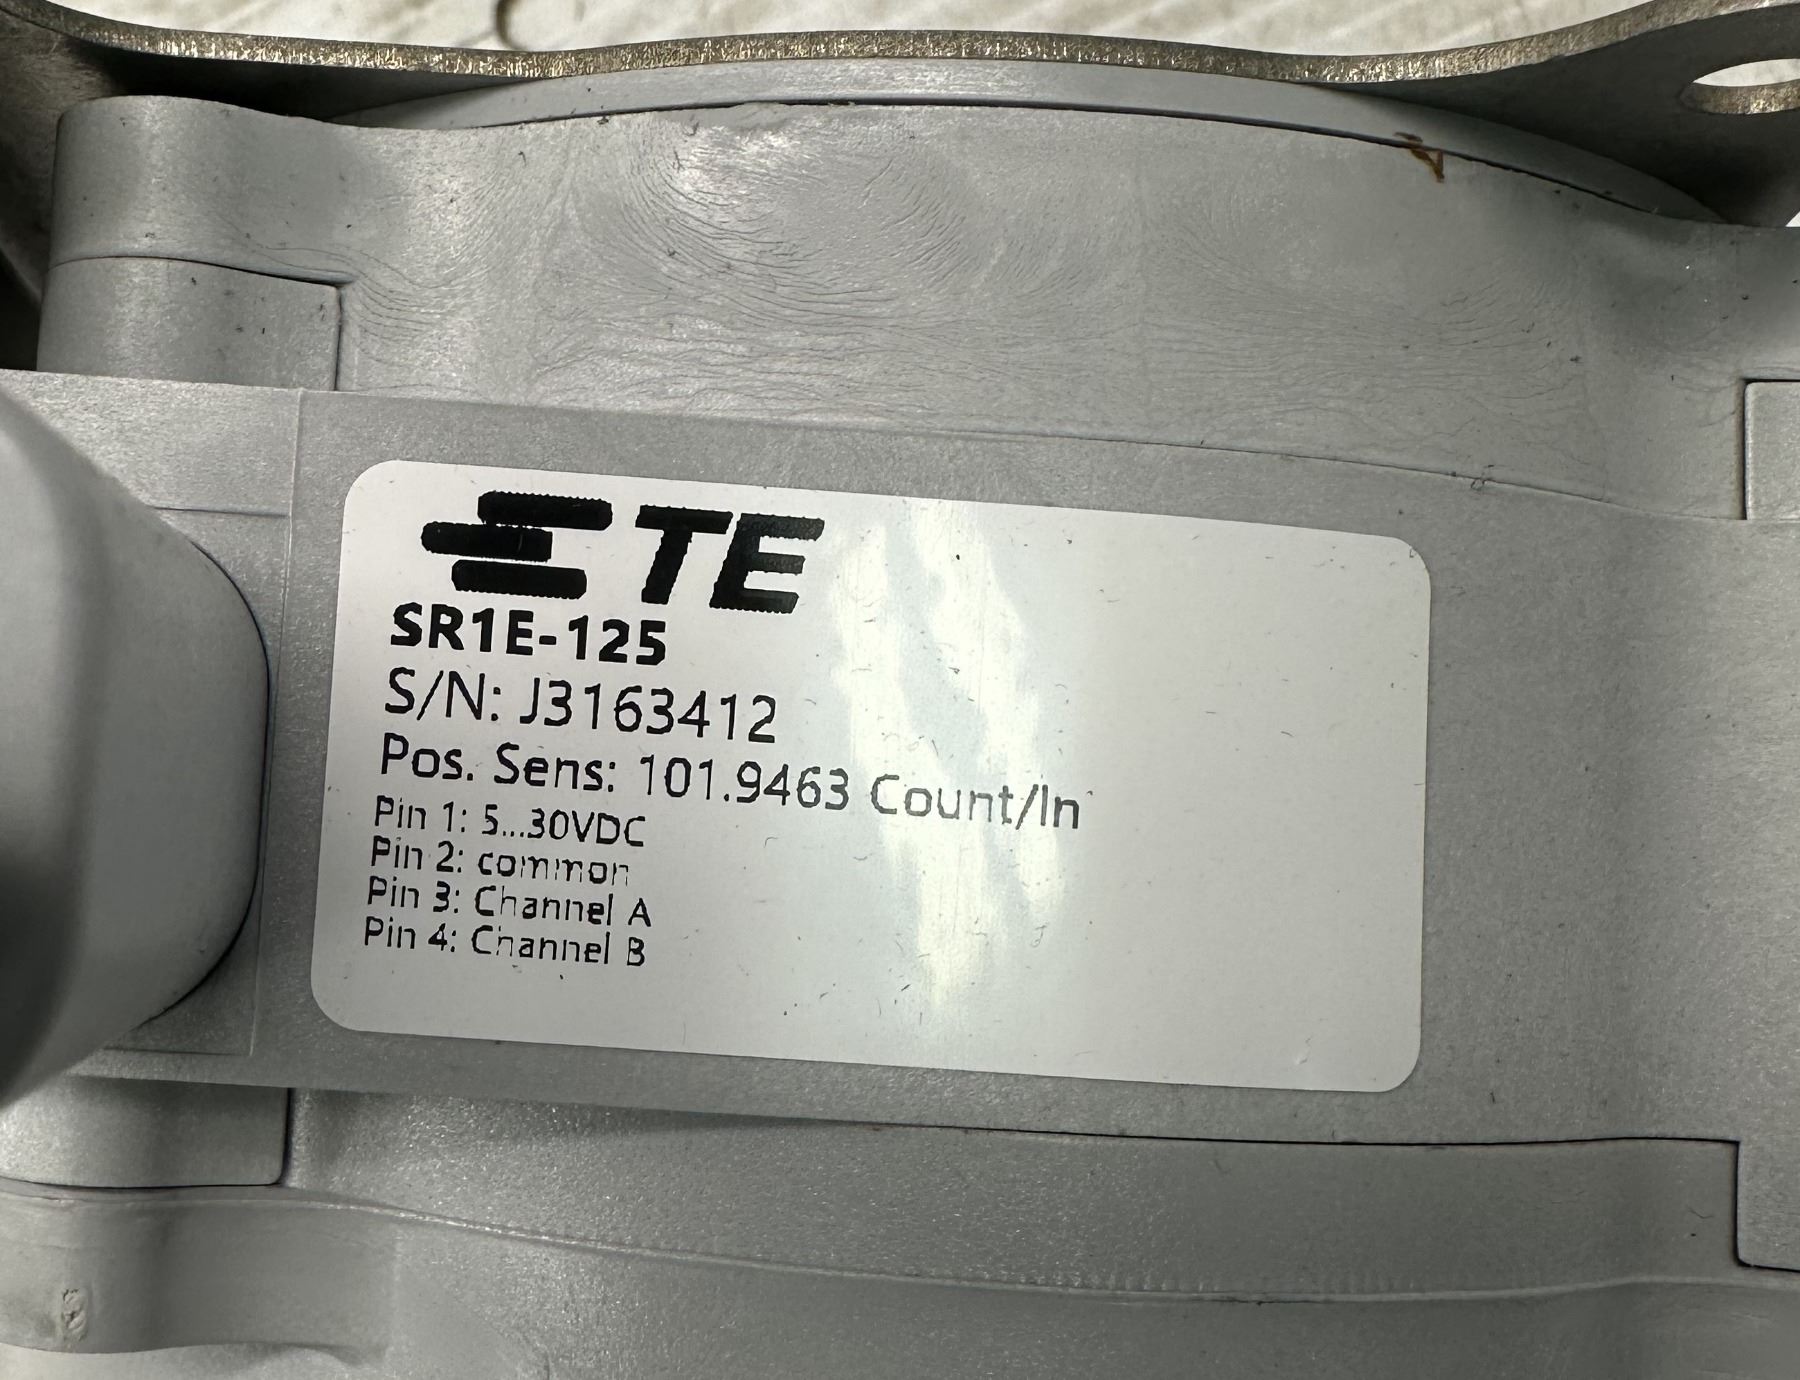 TE
SR1E-125
S/N: J3163412
Pos. Sens: 101.9463 Count/In
Pin 1: 5...30VDC
Pin 2: common
Pin 3: Channel A
Pin 4: Channel B